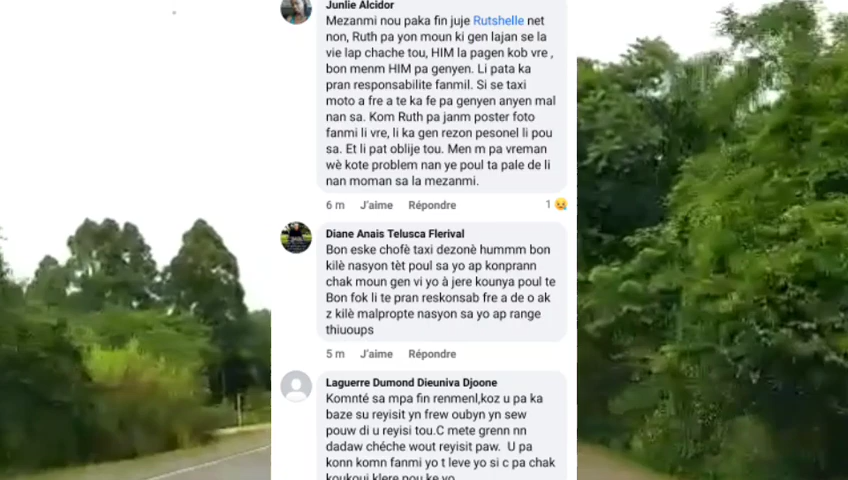 Junlie Alcidor
Mezanmi nou paka fin juje Rutshelle net
non, Ruth pa yon moun ki gen lajan se la
vie lap chache tou, HIM la pagen kob vre ,
bon menm HIM pa genyen. Li pata ka
pran responsabilite fanmil. Si se taxi
moto a fre a te ka fe pa genyen anyen mal
nan sa. Kom Ruth pa janm poster foto
fanmi li vre, li ka gen rezon pesonel li pou
sa. Et li pat oblije tou. Men m pa vreman
wè kote problem nan ye poul ta pale de li
nan moman sa la mezanmi.
6 m J'aime Répondre 1
Diane Anais Telusca Flerival
Bon eske chofè taxi dezonè hummm bon
kilè nasyon tèt poul sa yo ap konprann
chak moun gen vi yo à jere kounya poul te
Bon fok li te pran reskonsab fre a de o ak
z kilè malpropte nasyon sa yo ap range
thiuoups
5 m J'aime Répondre
Laguerre Dumond Dieuniva Djoone
Komnté sa mpa fin renmenl,koz u pa ka
baze su reyisit yn frew oubyn yn sew
pouw di u reyisi tou.C mete grenn nn
dadaw chéche wout reyisit paw. U pa
konn komn fanmi yo t leve yo si c pa chak
koukouj klere pou ke yo